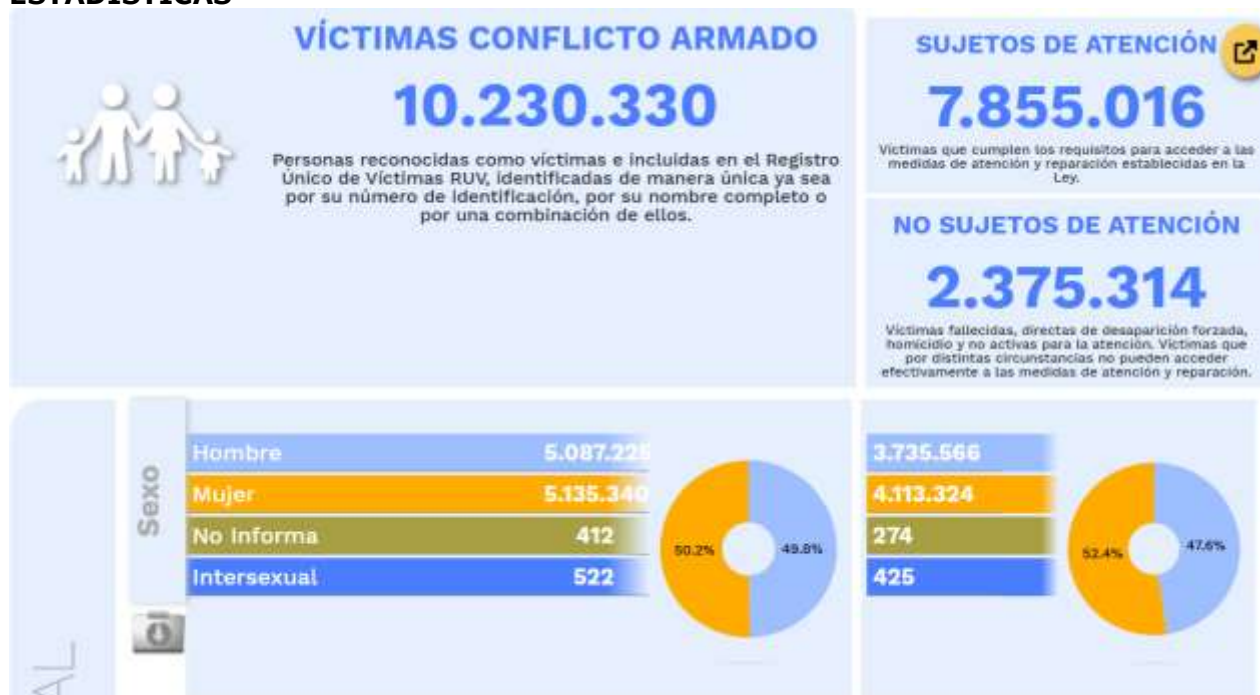 ESTADÍSTICAS
VÍCTIMAS CONFLICTO ARMADO
10.230.330
Personas reconocidas como víctimas e incluidas en el Registro
Único de Víctimas RUV, identificadas de manera única ya sea
por su número de identificación, por su nombre completo o
por una combinación de ellos.
SUJETOS DE ATENCIÓN
7.855.016
Víctimas que cumplen los requisitos para acceder a las
medidas de atención y reparación establecidas en la
Ley.
NO SUJETOS DE ATENCIÓN
2.375.314
Víctimas fallecidas, directas de desaparición forzada,
homicidio y no activas para la atención. Víctimas que
por distintas circunstancias no pueden acceder
efectivamente a las medidas de atención y reparación.
Sexo
Hombre 5.087.225 3.735.566
Mujer 5.135.340 4.113.324
No Informa 412 274
Intersexual 522 425
50.2% 49.8%
52.4% 47.6%
AL